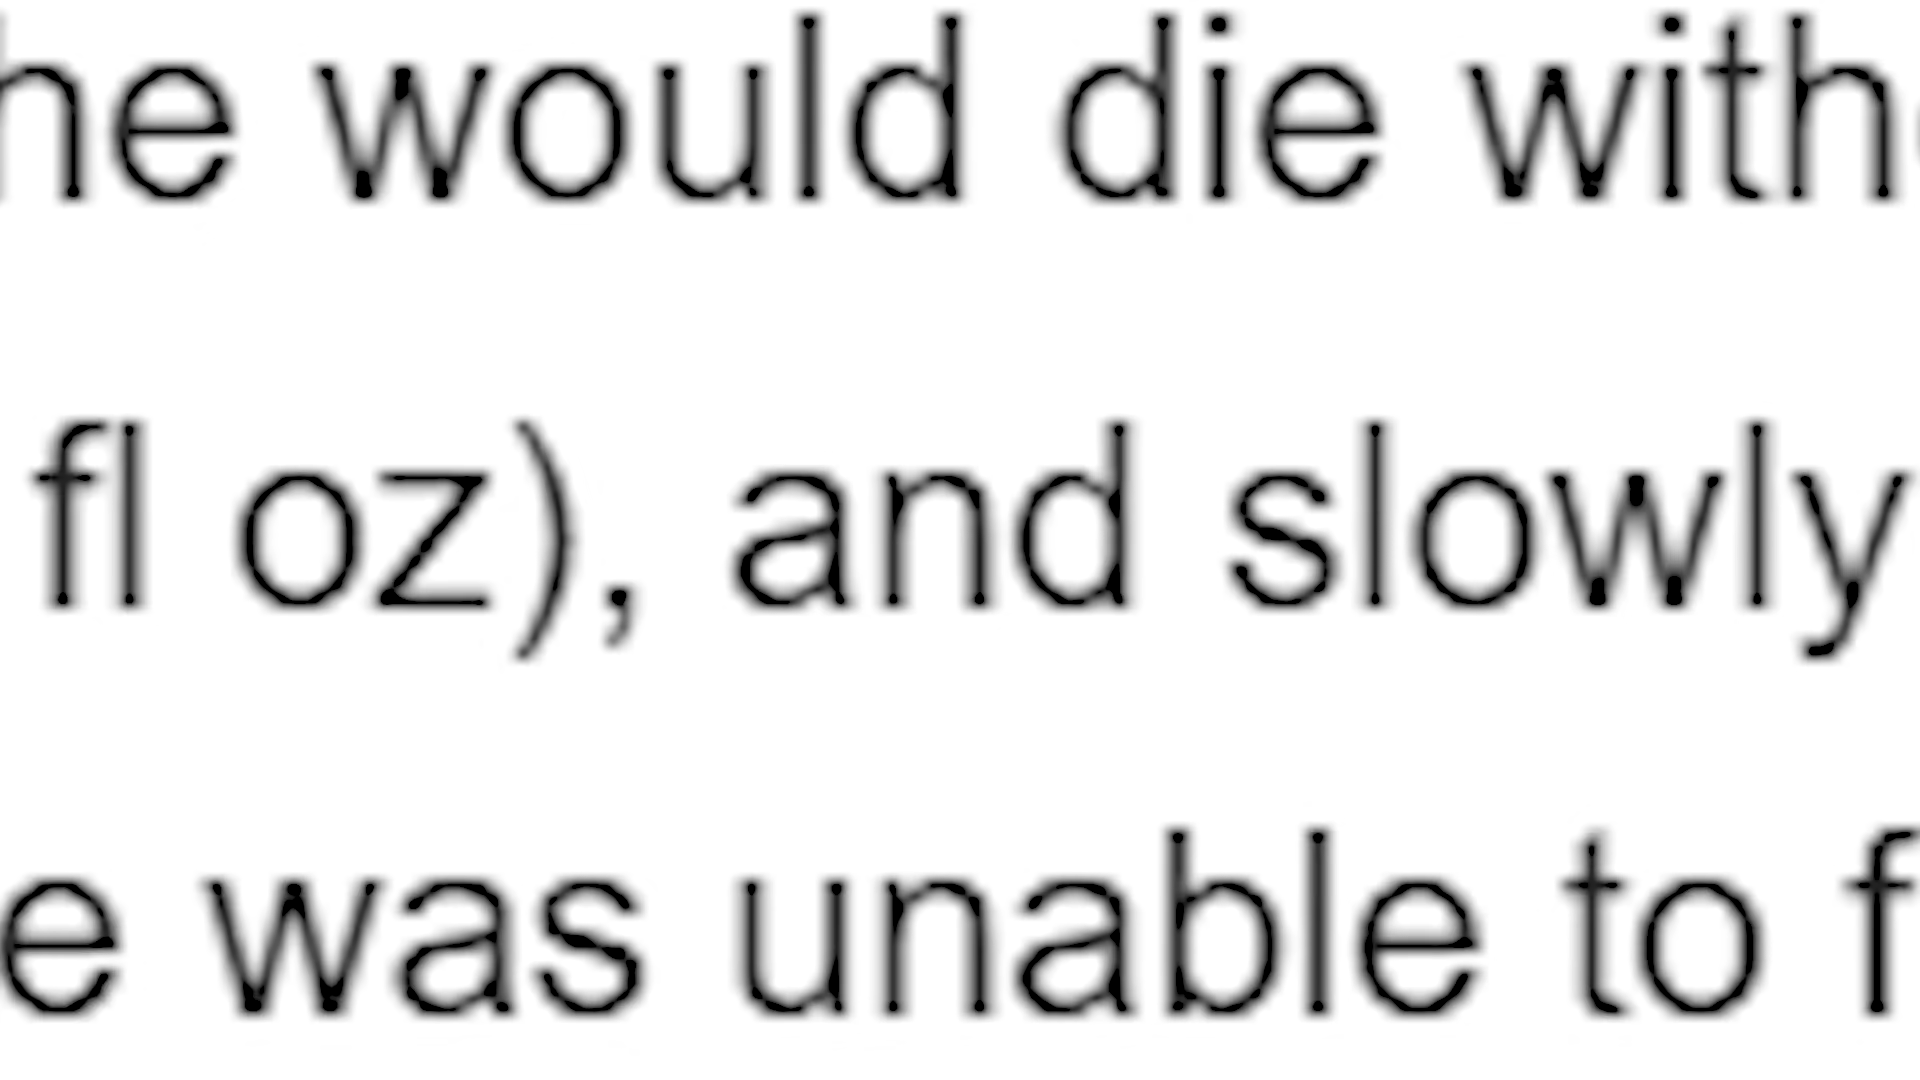 he would die with
fl oz), and slowly
e was unable to f